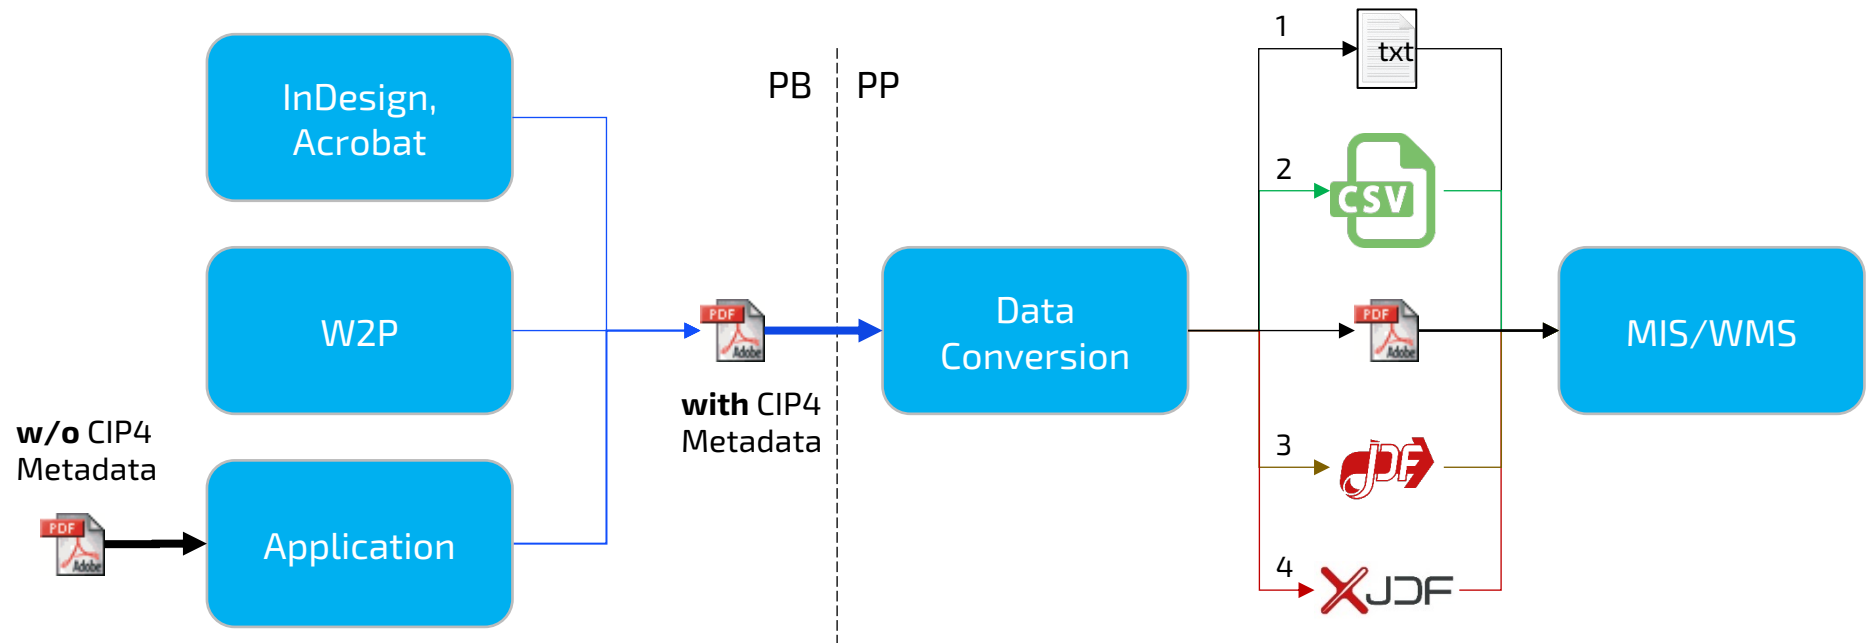 InDesign,
Acrobat
W2P
w/o CIP4
Metadata
PDF
Adobe
Application
PB
PP
PDF
Adobe
with CIP4
Metadata
Data
Conversion
1
txt
2
CSV
PDF
Adobe
3
JDF
4
XJDF
MIS/WMS